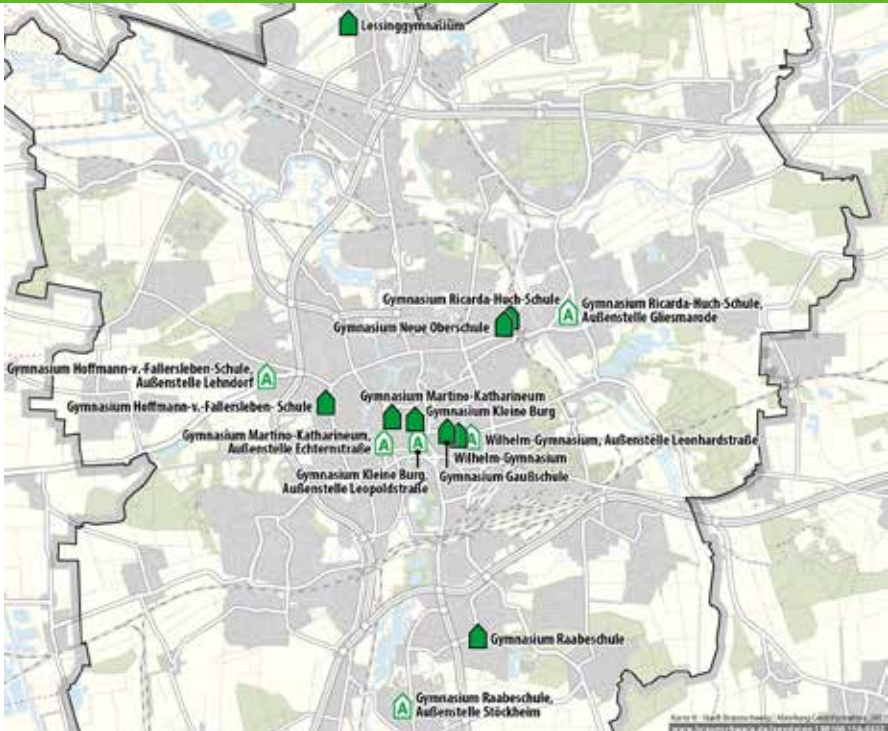 Lessinggymnasium
Gymnasium Ricarda-Huch-Schule
Gymnasium Neue Oberschule
A
Gymnasium Ricarda-Huch-Schule,
Außenstelle Gliesmarode
Gymnasium Hoffmann-v.-Fallersleben-Schule,
Außenstelle Lehndorf
A
Gymnasium Hoffmann-v.-Fallersleben- Schule
Gymnasium Martino-Katharineum
Gymnasium Kleine Burg
Gymnasium Martino-Katharineum,
Außenstelle Echternstraße
A
A
Gymnasium Kleine Burg,
Außenstelle Leopoldstraße
A
Wilhelm-Gymnasium, Außenstelle Leonhardstraße
Wilhelm-Gymnasium
Gymnasium Gaußschule
Gymnasium Raabeschule
A
Gymnasium Raabeschule,
Außenstelle Stöckheim
Stadt Braunschweig